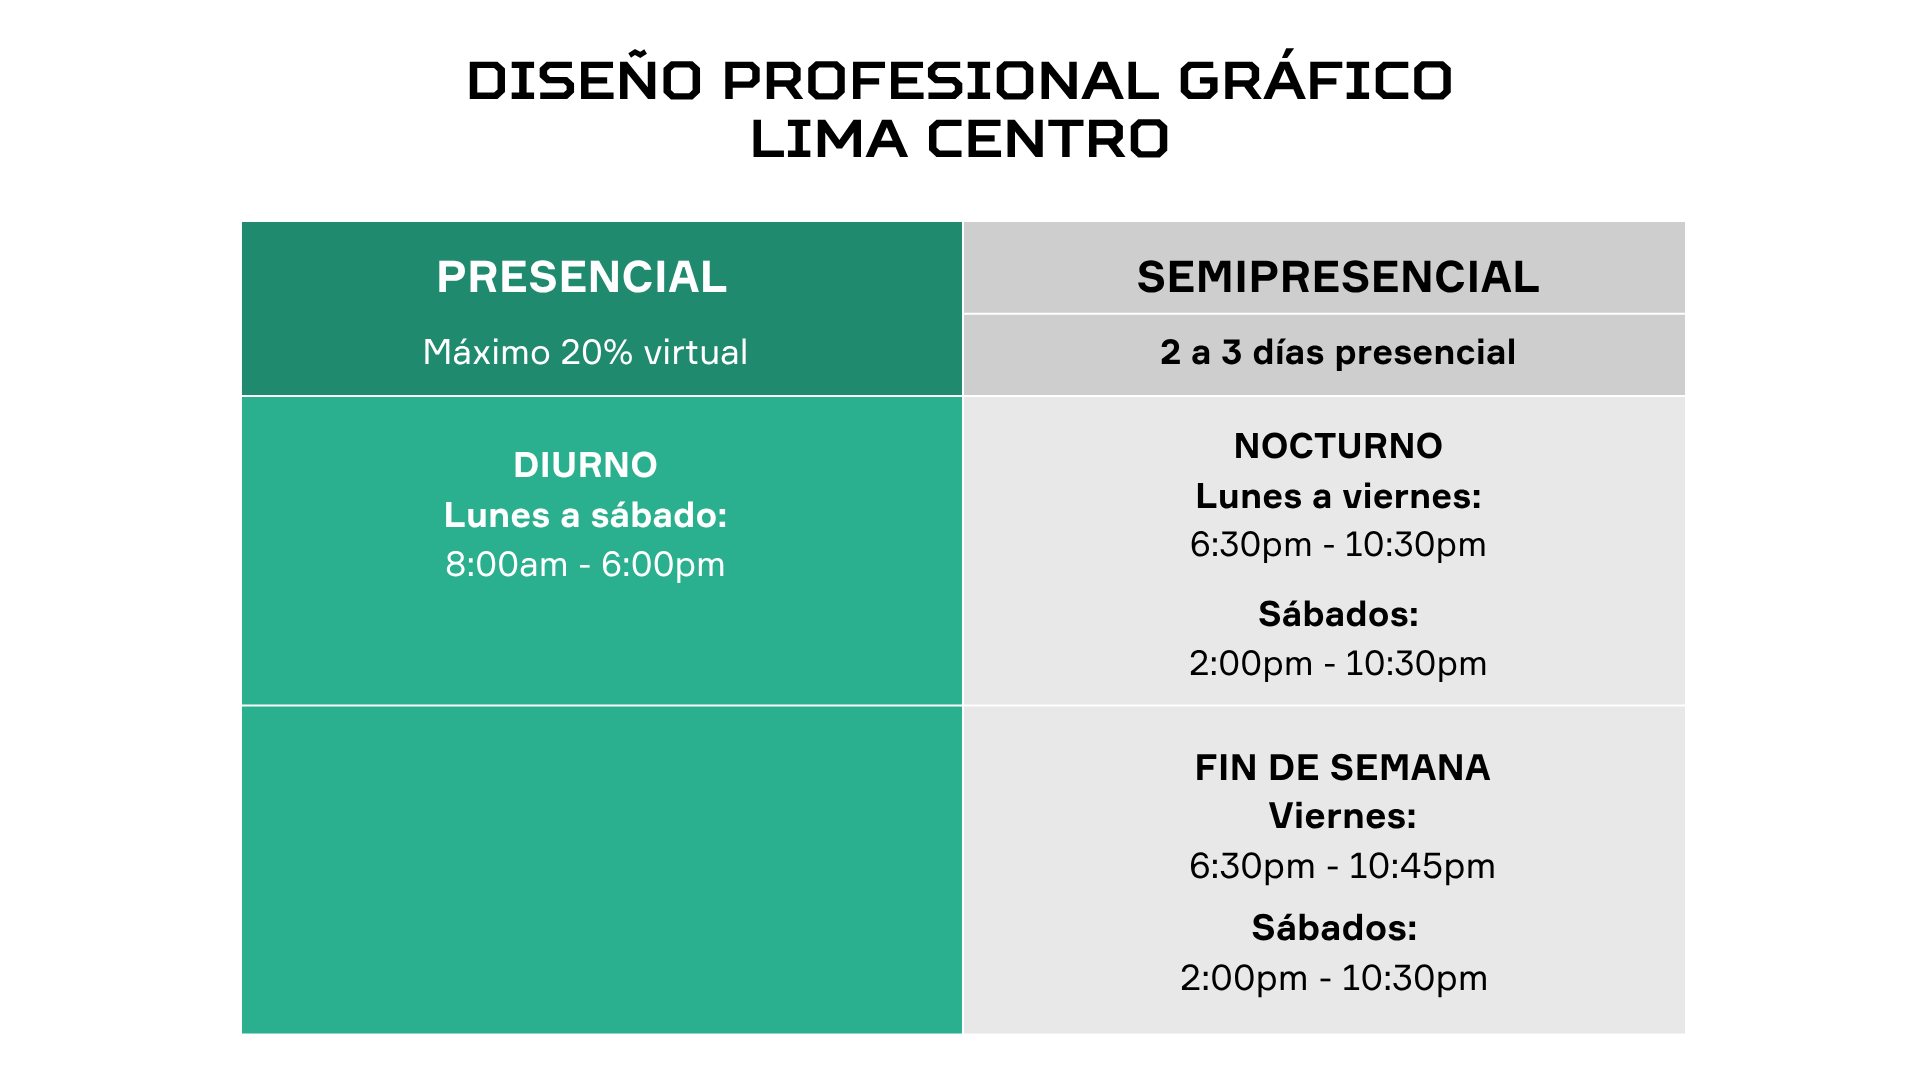 DISEÑO PROFESIONAL GRÁFICO
LIMA CENTRO
PRESENCIAL
Máximo 20% virtual
SEMIPRESENCIAL
2 a 3 días presencial
DIURNO
Lunes a sábado:
8:00am - 6:00pm
NOCTURNO
Lunes a viernes:
6:30pm - 10:30pm
Sábados:
2:00pm - 10:30pm
FIN DE SEMANA
Viernes:
6:30pm - 10:45pm
Sábados:
2:00pm - 10:30pm